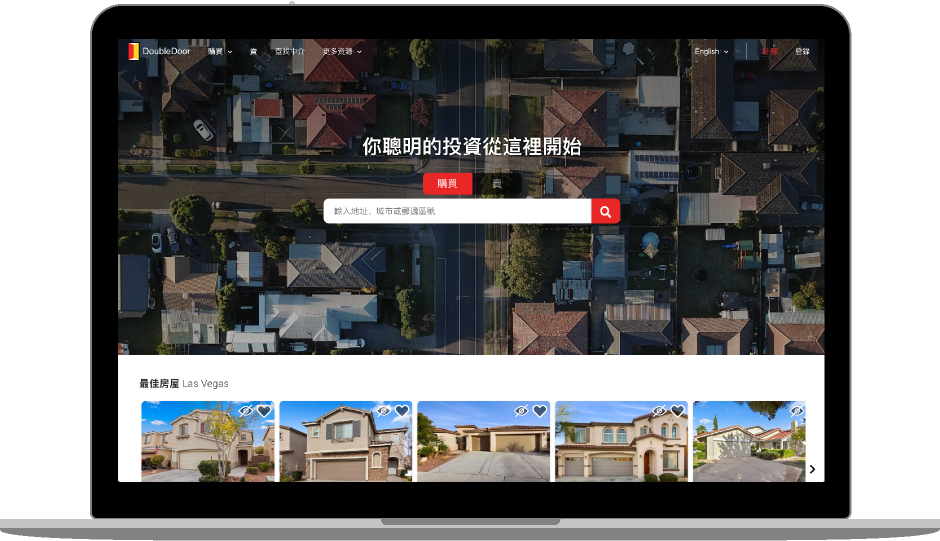 DoubleDoor 購買 賣 查找中介 更多資源 English 註冊 登錄
你聰明的投資從這裡開始
購買 賣
輸入地址、城市或郵遞區號
最佳房屋 Las Vegas